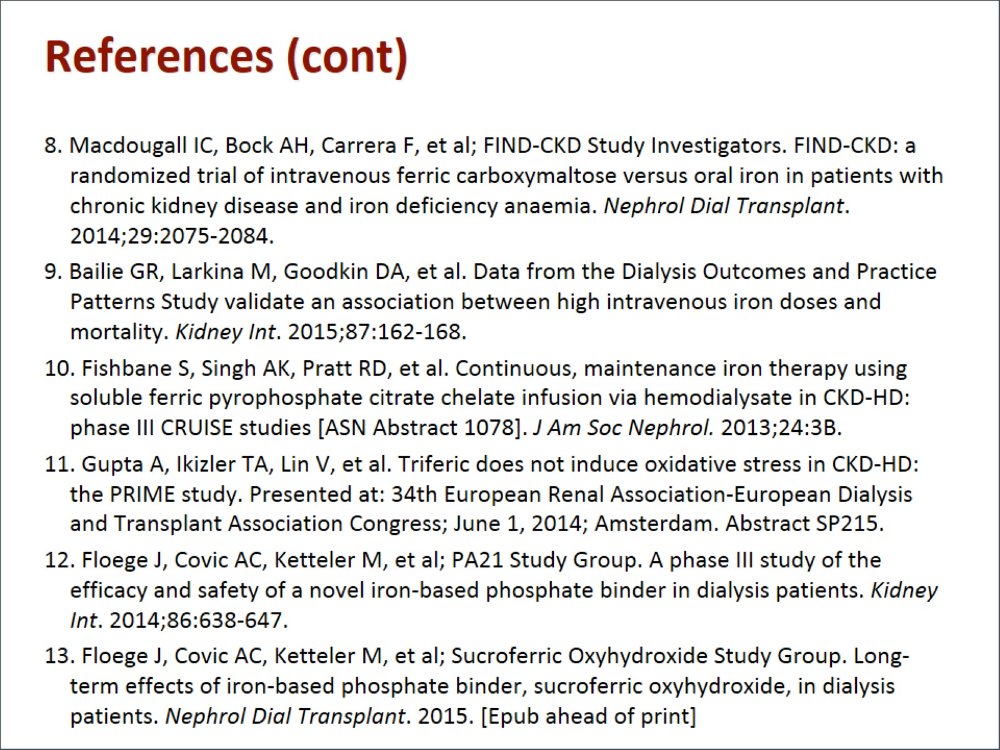 References (cont)
8. Macdougall IC, Bock AH, Carrera F, et al; FIND-CKD Study Investigators. FIND-CKD: a
randomized trial of intravenous ferric carboxymaltose versus oral iron in patients with
chronic kidney disease and iron deficiency anaemia. Nephrol Dial Transplant.
2014;29:2075-2084.
9. Bailie GR, Larkina M, Goodkin DA, et al. Data from the Dialysis Outcomes and Practice
Patterns Study validate an association between high intravenous iron doses and
mortality. Kidney Int. 2015;87:162-168.
10. Fishbane S, Singh AK, Pratt RD, et al. Continuous, maintenance iron therapy using
soluble ferric pyrophosphate citrate chelate infusion via hemodialysate in CKD-HD:
phase III CRUISE studies [ASN Abstract 1078]. J Am Soc Nephrol. 2013;24:3B.
11. Gupta A, Ikizler TA, Lin V, et al. Triferic does not induce oxidative stress in CKD-HD:
the PRIME study. Presented at: 34th European Renal Association-European Dialysis
and Transplant Association Congress; June 1, 2014; Amsterdam. Abstract SP215.
12. Floege J, Covic AC, Ketteler M, et al; PA21 Study Group. A phase III study of the
efficacy and safety of a novel iron-based phosphate binder in dialysis patients. Kidney
Int. 2014;86:638-647.
13. Floege J, Covic AC, Ketteler M, et al; Sucroferric Oxyhydroxide Study Group. Long-
term effects of iron-based phosphate binder, sucroferric oxyhydroxide, in dialysis
patients. Nephrol Dial Transplant. 2015. [Epub ahead of print]